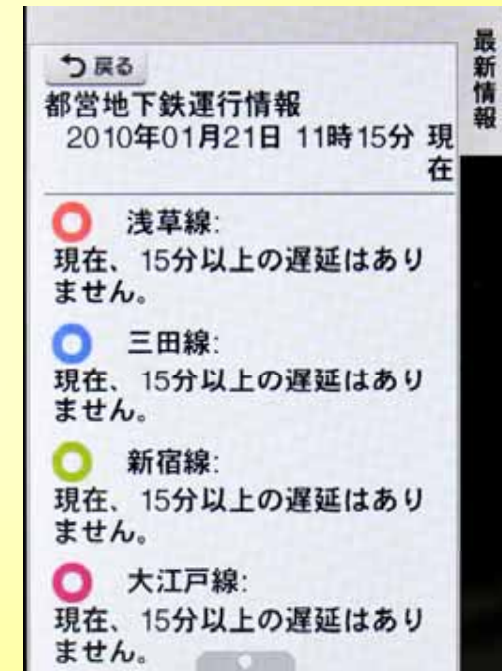 戻る
最新情報
都営地下鉄運行情報
2010年01月21日 11時15分 現
在
浅草線:
現在、15分以上の遅延はあり
ません。
三田線:
現在、15分以上の遅延はあり
ません。
新宿線:
現在、15分以上の遅延はあり
ません。
大江戸線:
現在、15分以上の遅延はあり
ません。